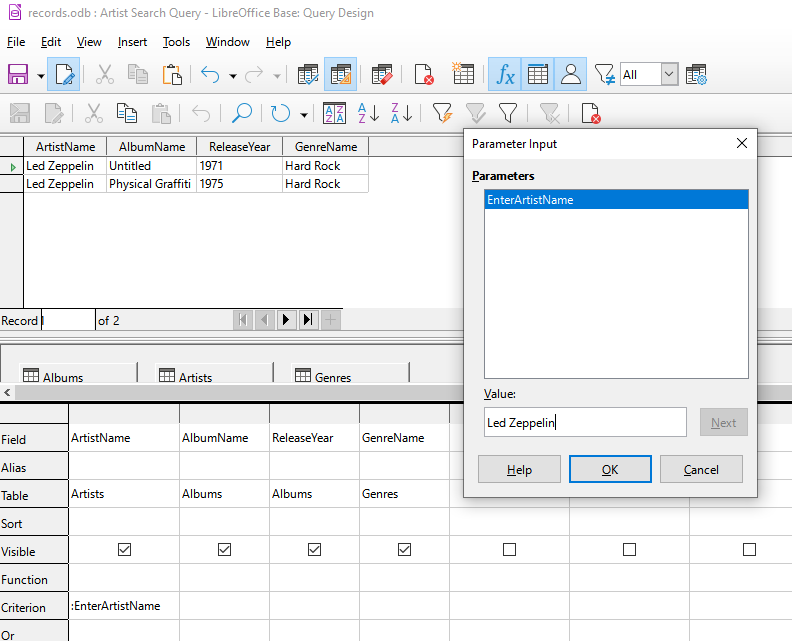 records.odb : Artist Search Query - LibreOffice Base: Query Design
File Edit View Insert Tools Window Help
fx All
A Z A Z A Z Z A
ArtistName AlbumName ReleaseYear GenreName
Led Zeppelin Untitled 1971 Hard Rock
Led Zeppelin Physical Graffiti 1975 Hard Rock
Record 1 of 2
Albums Artists Genres
Field ArtistName AlbumName ReleaseYear GenreName
Alias
Table Artists Albums Albums Genres
Sort
Visible
Function
Criterion :EnterArtistName
Or
Parameter Input
Parameters
EnterArtistName
Value:
Led Zeppelin Next
Help OK Cancel